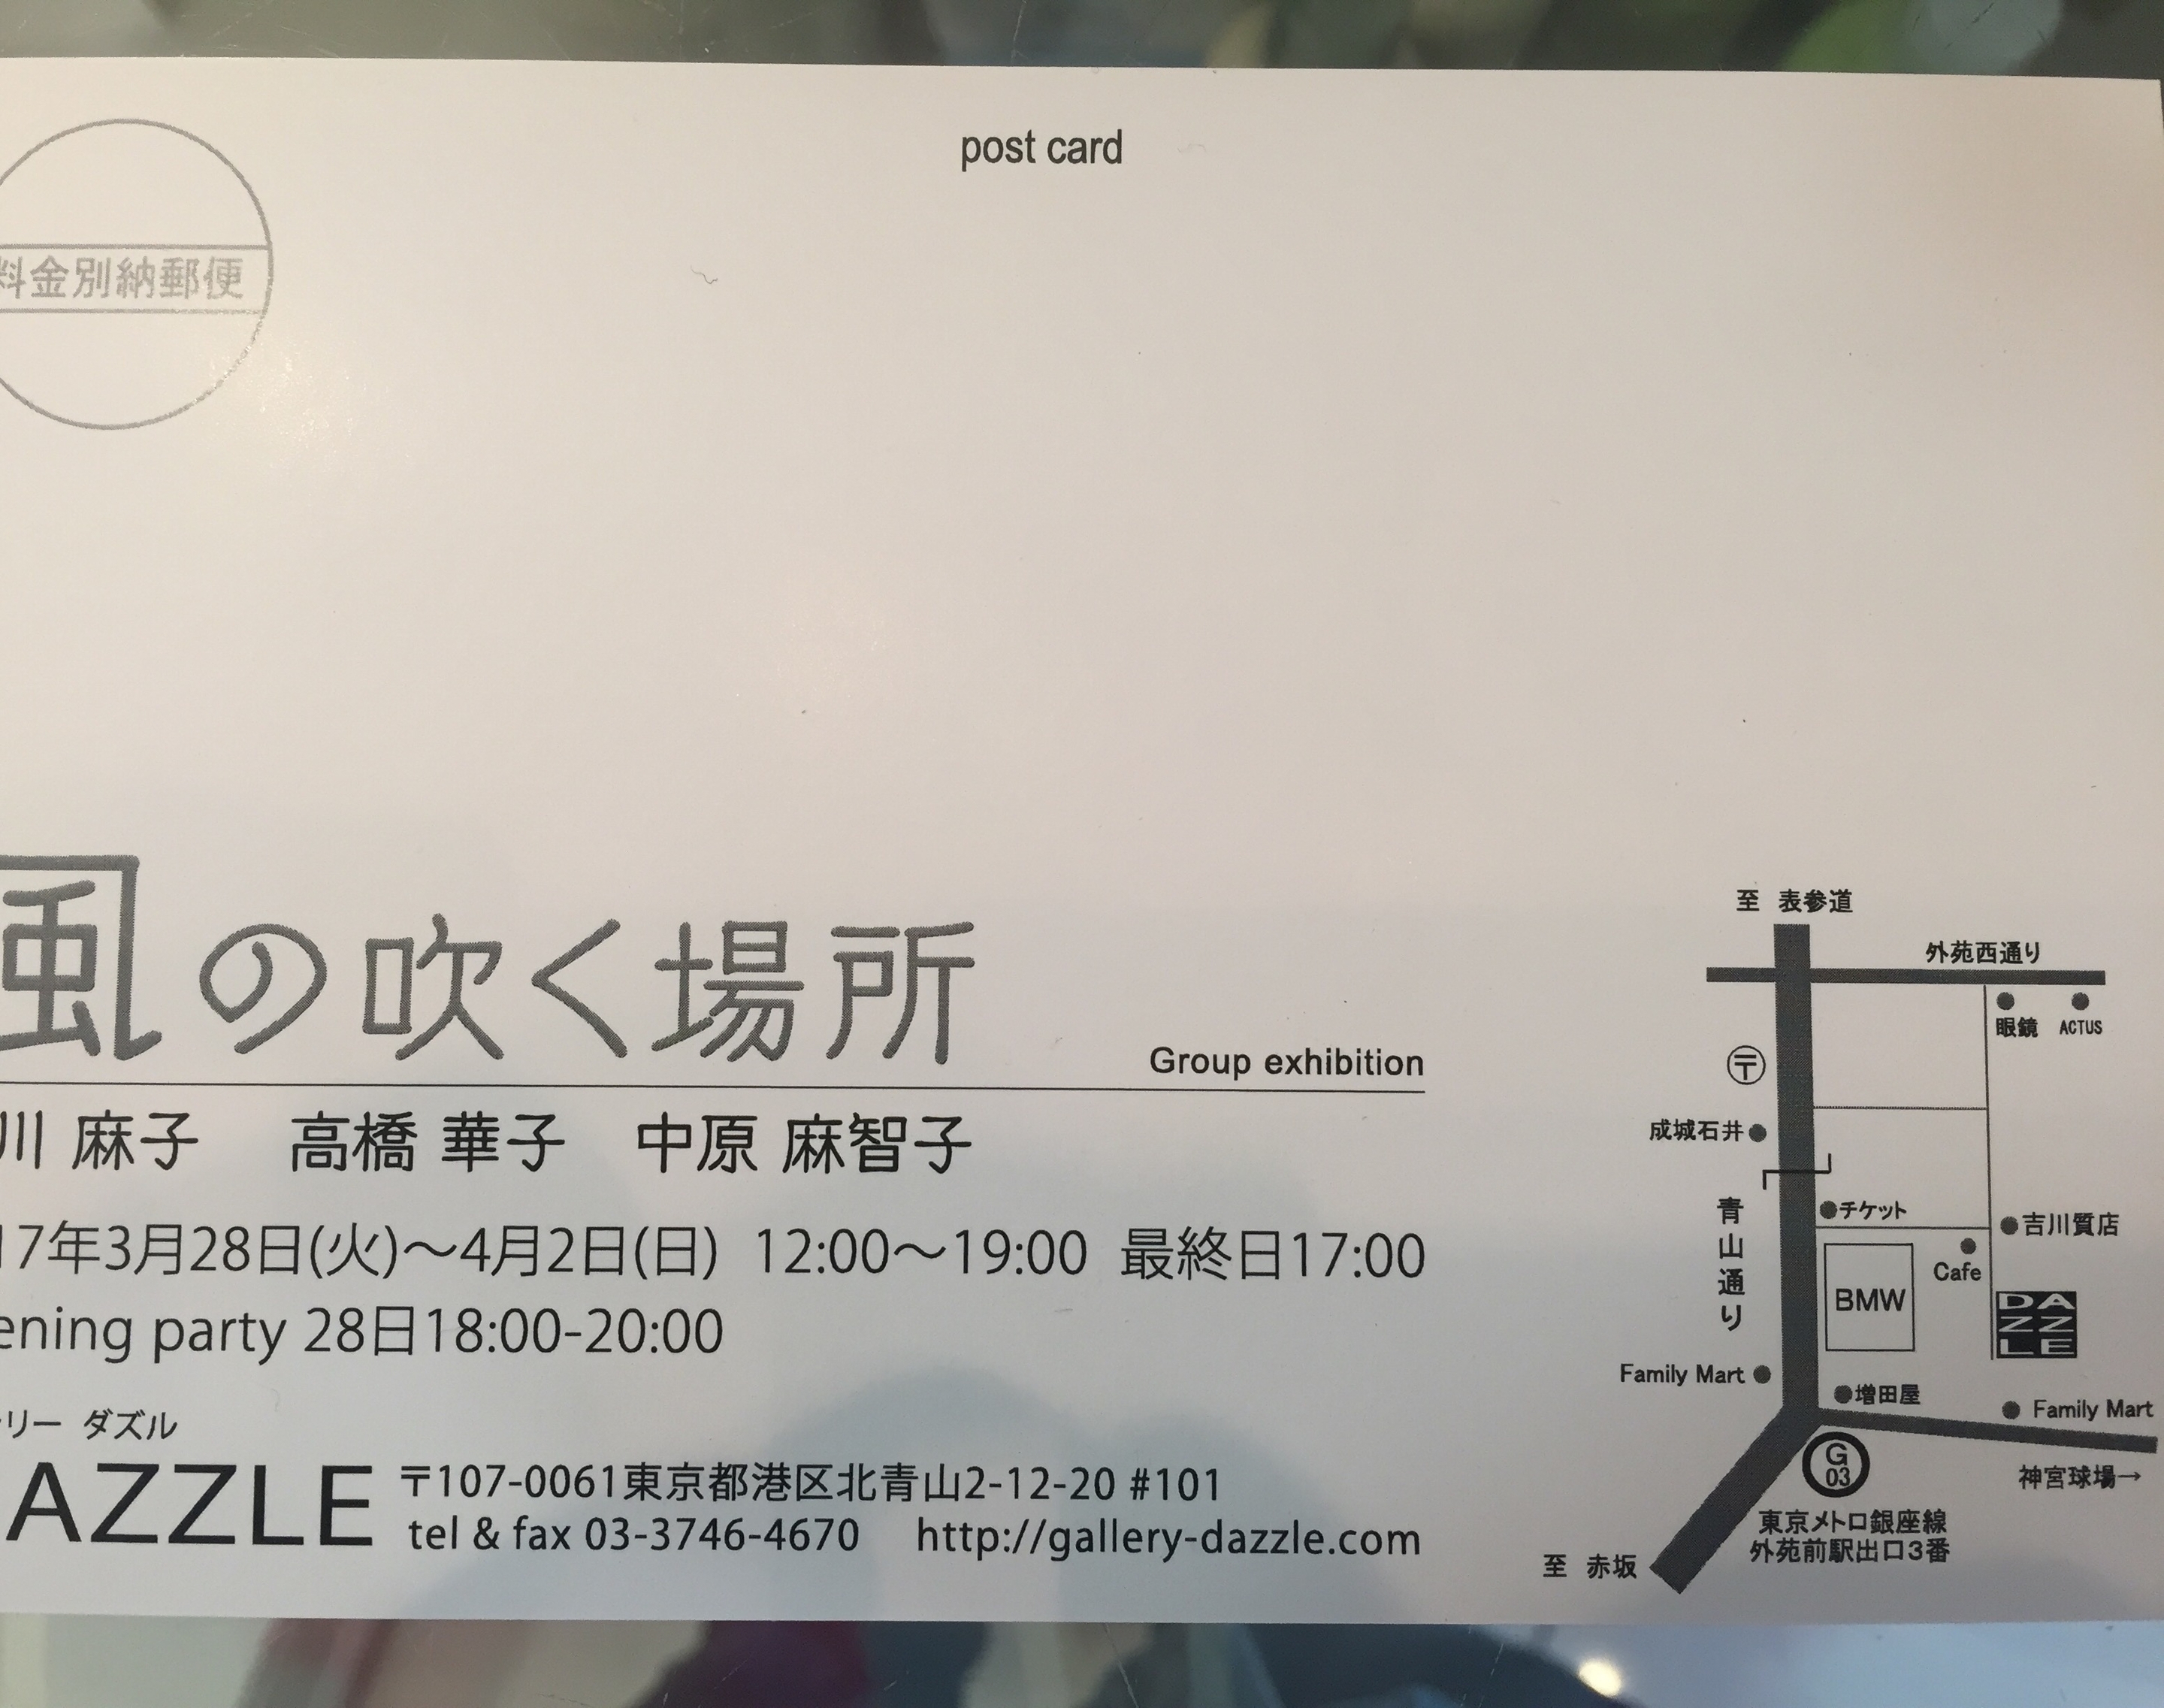 post card
料金別納郵便
風の吹く場所
Group exhibition
川 麻子 高橋 華子 中原 麻智子
17年3月28日(火)〜4月2日(日) 12:00〜19:00 最終日17:00
ening party 28日18:00-20:00
リー ダズル
AZZLE
〒107-0061東京都港区北青山2-12-20 #101
tel & fax 03-3746-4670 http://gallery-dazzle.com
至 表参道
外苑西通り
眼鏡 ACTUS
〒
成城石井
青山通り
チケット
吉川質店
Cafe
BMW
DA
ZZ
LE
Family Mart
増田屋
Family Mart
G
03
神宮球場→
東京メトロ銀座線
外苑前駅出口3番
至 赤坂